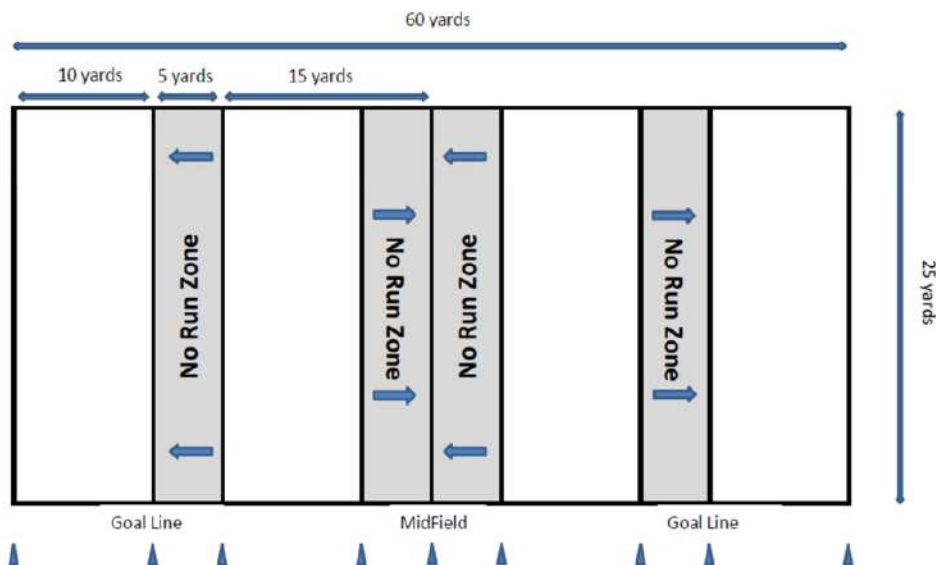 60 yards
10 yards
5 yards
15 yards
No Run Zone
No Run Zone
No Run Zone
No Run Zone
25 yards
Goal Line
MidField
Goal Line